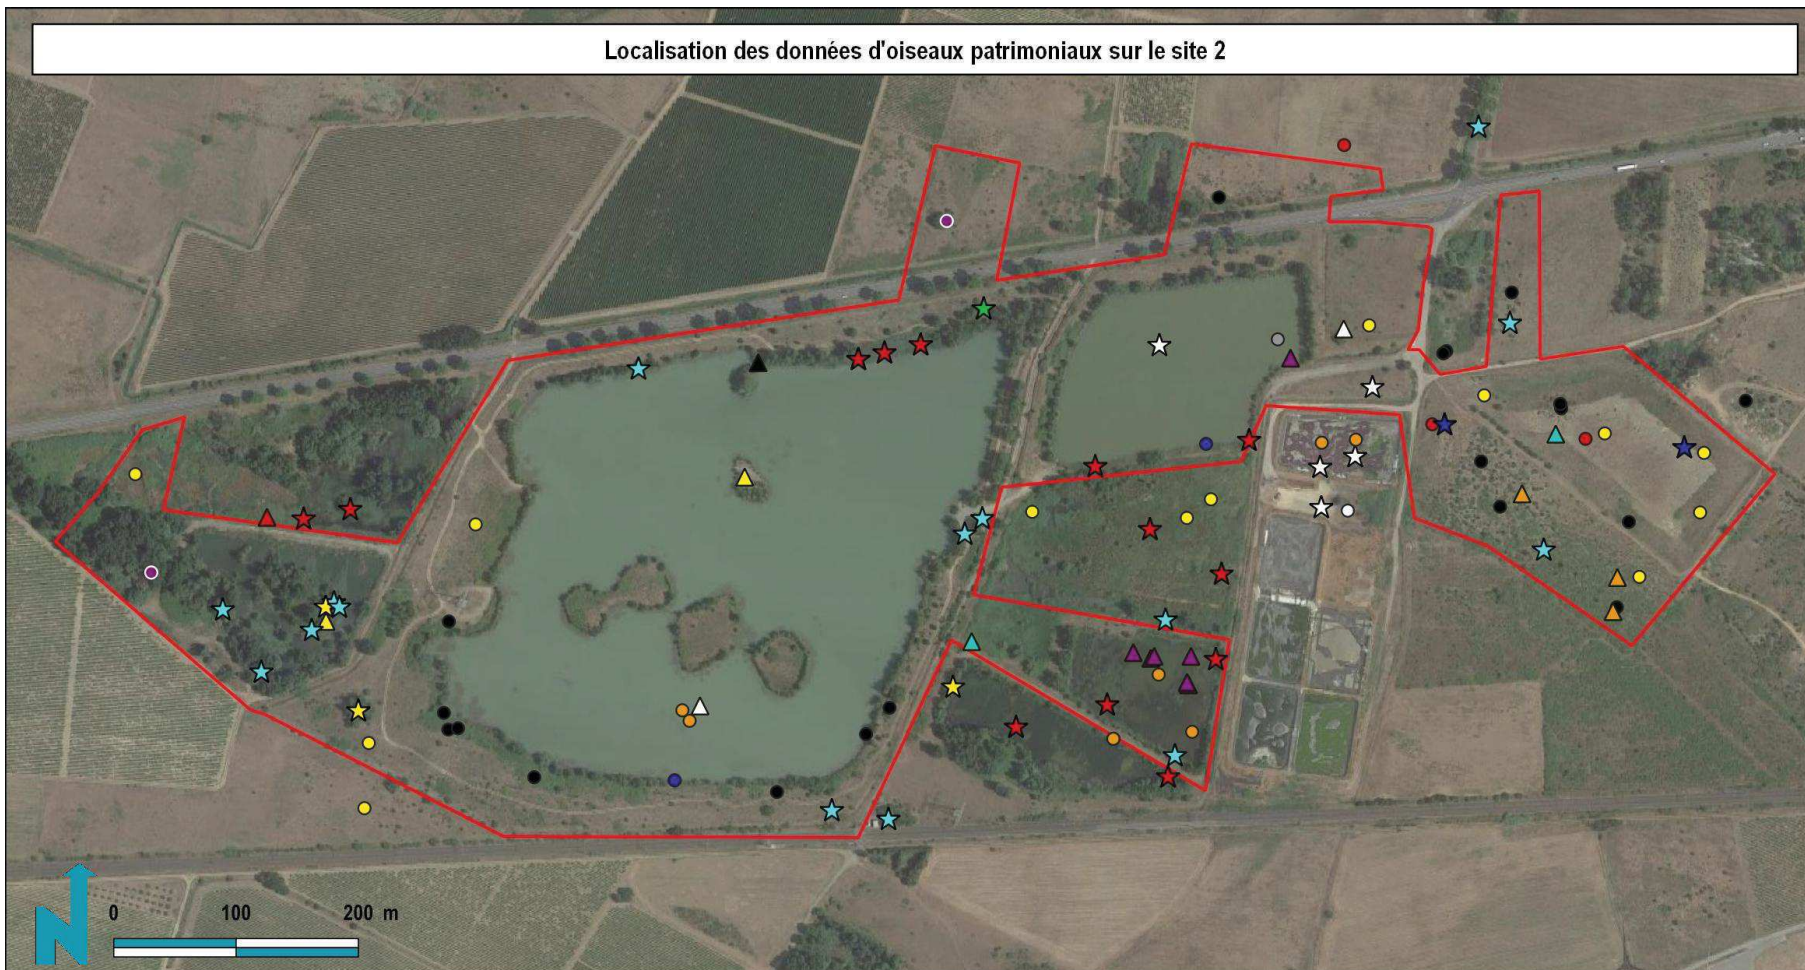 Localisation des données d'oiseaux patrimoniaux sur le site 2
N
0 100 200 m